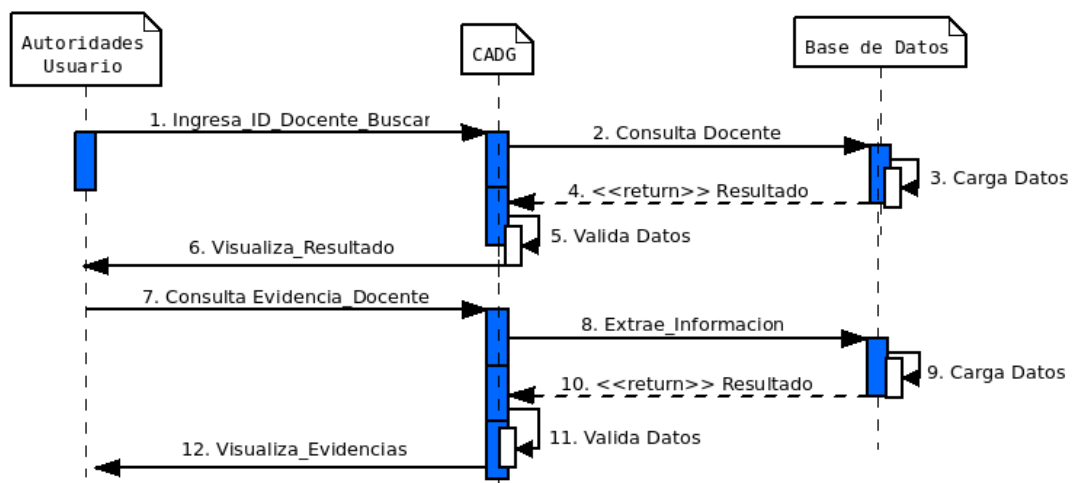 Autoridades
Usuario
CADG
Base de Datos
1. Ingresa_ID_Docente_Buscar
2. Consulta Docente
3. Carga Datos
4. <<return>> Resultado
5. Valida Datos
6. Visualiza_Resultado
7. Consulta Evidencia_Docente
8. Extrae_Informacion
9. Carga Datos
10. <<return>> Resultado
11. Valida Datos
12. Visualiza_Evidencias